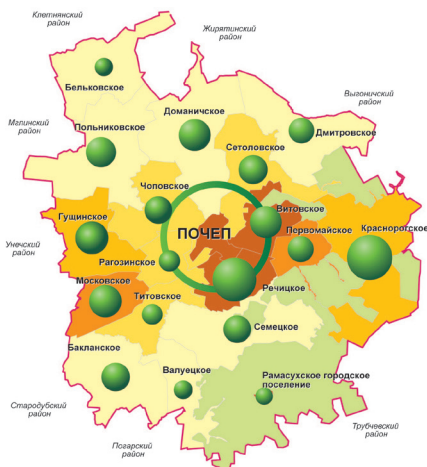 Клетнянский
район
Жирятинский
район
Бельковское
Выгоничский
район
Доманичское
Мглинский
район
Польниковское
Дмитровское
Сетоловское
Чоповское
Гущинское
Витовское
ПОЧЕП
Первомайское
Красногорское
Унечский
район
Рагозинское
Московское
Речицкое
Титовское
Семецкое
Бакланское
Валуецкое
Рамасухское городское
поселение
Стародубский
район
Погарский
район
Трубчевский
район